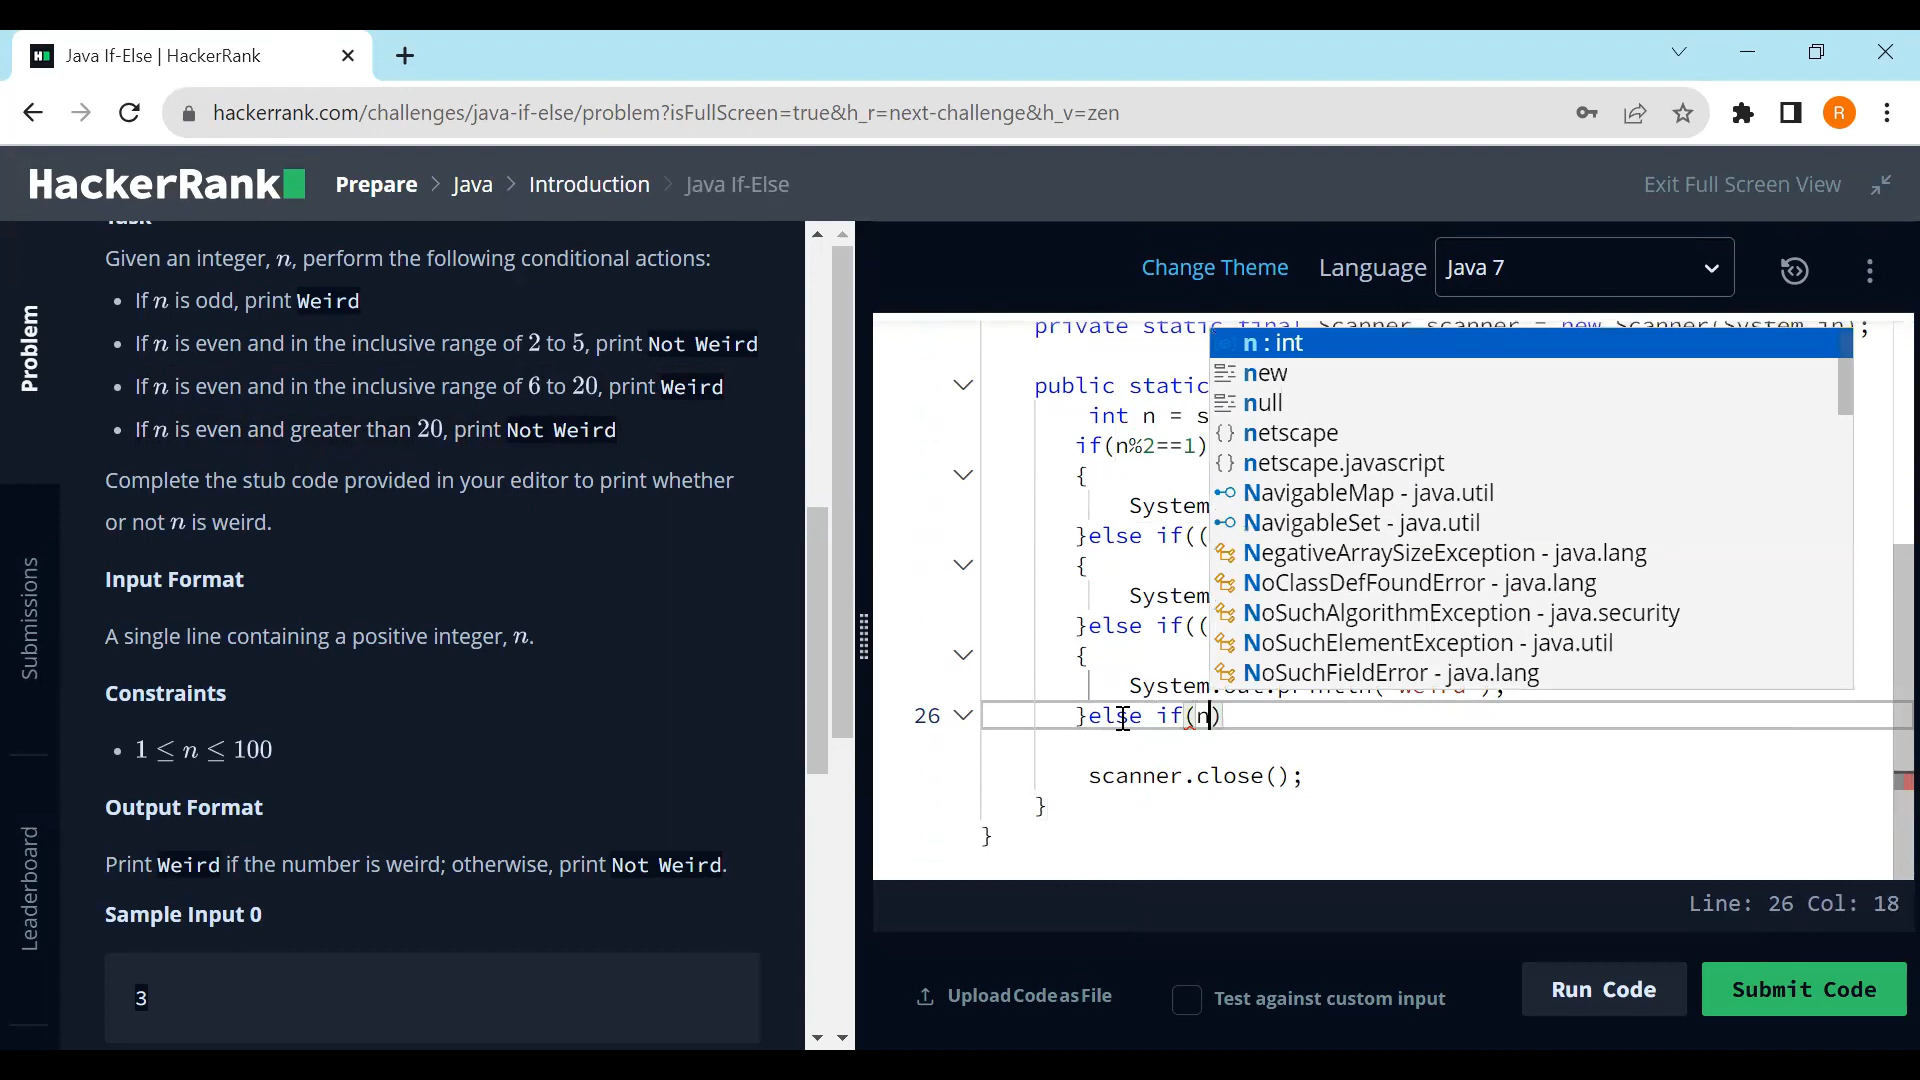 Java If-Else | HackerRank
hackerrank.com/challenges/java-if-else/problem?isFullScreen=true&h_r=next-challenge&h_v=zen
R
HackerRank
Prepare > Java > Introduction > Java If-Else
Exit Full Screen View
Problem
Submissions
Leaderboard
Given an integer, n, perform the following conditional actions:
• If n is odd, print Weird
• If n is even and in the inclusive range of 2 to 5, print Not Weird
• If n is even and in the inclusive range of 6 to 20, print Weird
• If n is even and greater than 20, print Not Weird
Complete the stub code provided in your editor to print whether
or not n is weird.
Input Format
A single line containing a positive integer, n.
Constraints
• 1 ≤ n ≤ 100
Output Format
Print Weird if the number is weird; otherwise, print Not Weird.
Sample Input 0
3
Change Theme
Language
Java 7
private static final Scanner scanner = new Scanner(System.in);
public static
int n = s
if(n%2==1)
{
System
}else if((
{
System
}else if((
{
26
}else if(n)
scanner.close();
}
}
n : int
new
null
netscape
netscape.javascript
NavigableMap - java.util
NavigableSet - java.util
NegativeArraySizeException - java.lang
NoClassDefFoundError - java.lang
NoSuchAlgorithmException - java.security
NoSuchElementException - java.util
NoSuchFieldError - java.lang
Line: 26 Col: 18
Upload Code as File
Test against custom input
Run Code
Submit Code